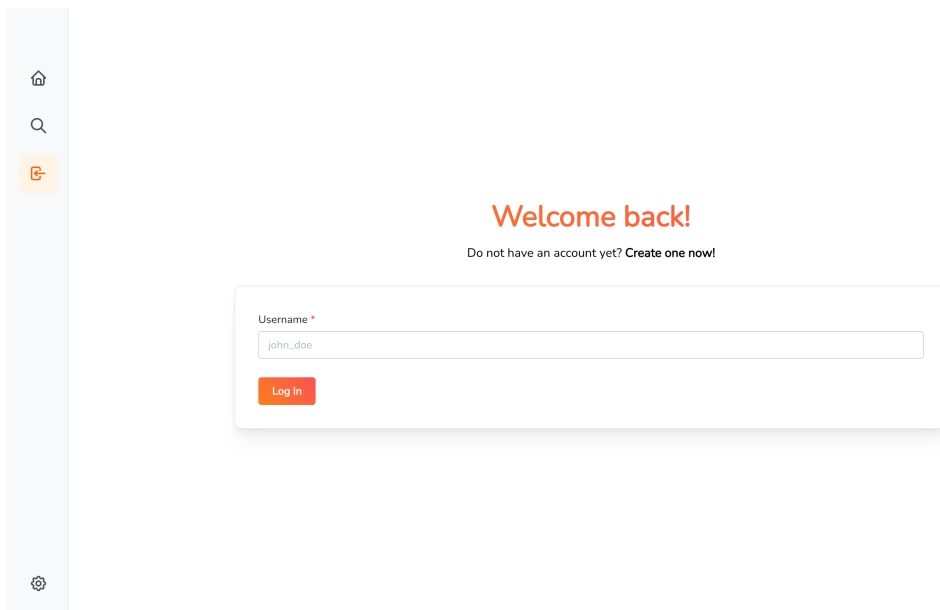 Welcome back!
Do not have an account yet? Create one now!
Username *
john_doe
Log In